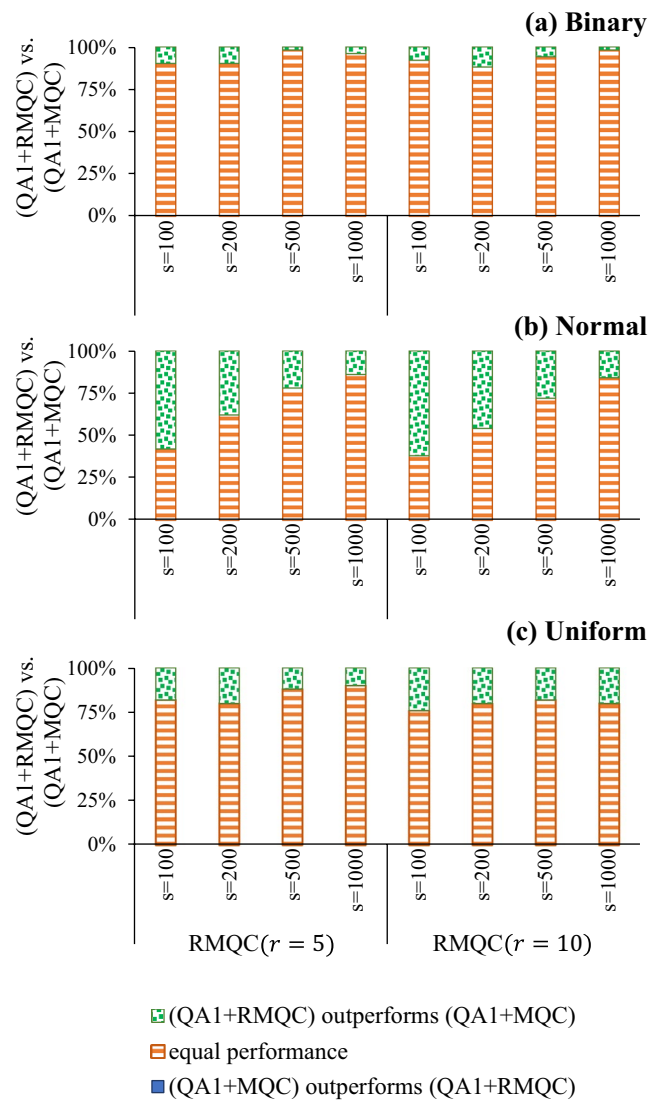 (a) Binary
(QA1+RMQC) vs.
(QA1+MQC)
100%
75%
50%
25%
0%
s=100
s=200
s=500
s=1000
s=100
s=200
s=500
s=1000
(b) Normal
(QA1+RMQC) vs.
(QA1+MQC)
100%
75%
50%
25%
0%
s=100
s=200
s=500
s=1000
s=100
s=200
s=500
s=1000
(c) Uniform
(QA1+RMQC) vs.
(QA1+MQC)
100%
75%
50%
25%
0%
s=100
s=200
s=500
s=1000
s=100
s=200
s=500
s=1000
RMQC(r = 5)
RMQC(r = 10)
(QA1+RMQC) outperforms (QA1+MQC)
equal performance
(QA1+MQC) outperforms (QA1+RMQC)